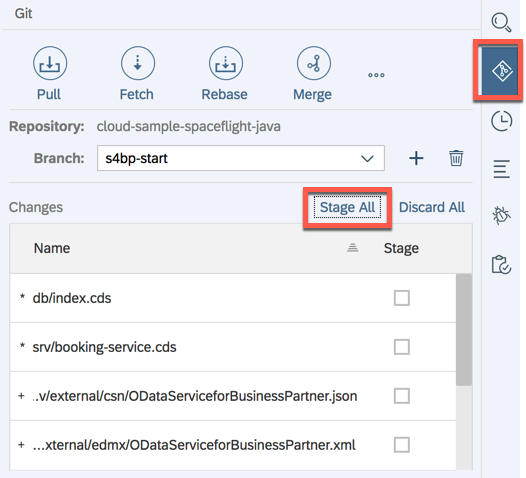 Git
Pull Fetch Rebase Merge
Repository: cloud-sample-spaceflight-java
Branch: s4bp-start
Changes Stage All Discard All
Name Stage
* db/index.cds
* srv/booking-service.cds
+ ...v/external/csn/ODataServiceforBusinessPartner.json
+ ...xternal/edmx/ODataServiceforBusinessPartner.xml